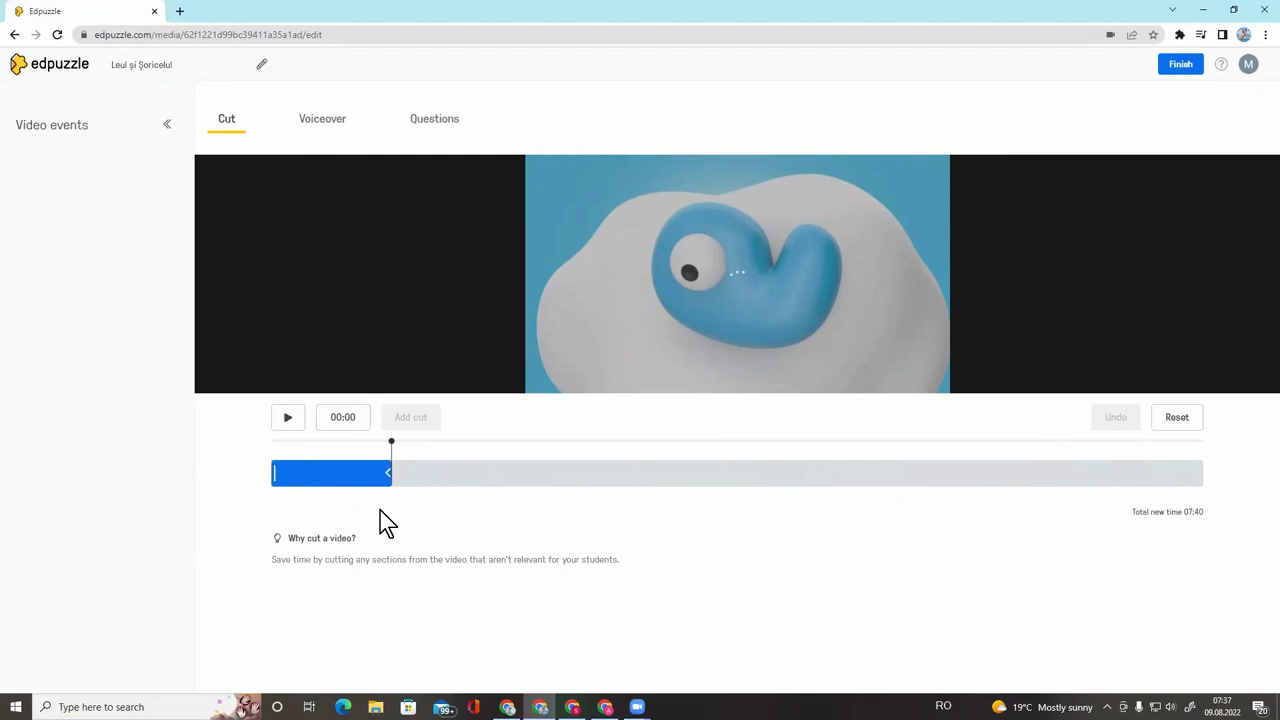 Edpuzzle
edpuzzle.com/media/62f1221d99bc39411a35a1ad/edit
edpuzzle
Leul și Șoricelul
Finish
?
M
Video events
Cut
Voiceover
Questions
00:00
Add cut
Undo
Reset
Total new time 07:40
Why cut a video?
Save time by cutting any sections from the video that aren't relevant for your students.
Type here to search
99+
RO
19°C Mostly sunny
07:37
09.08.2022
20